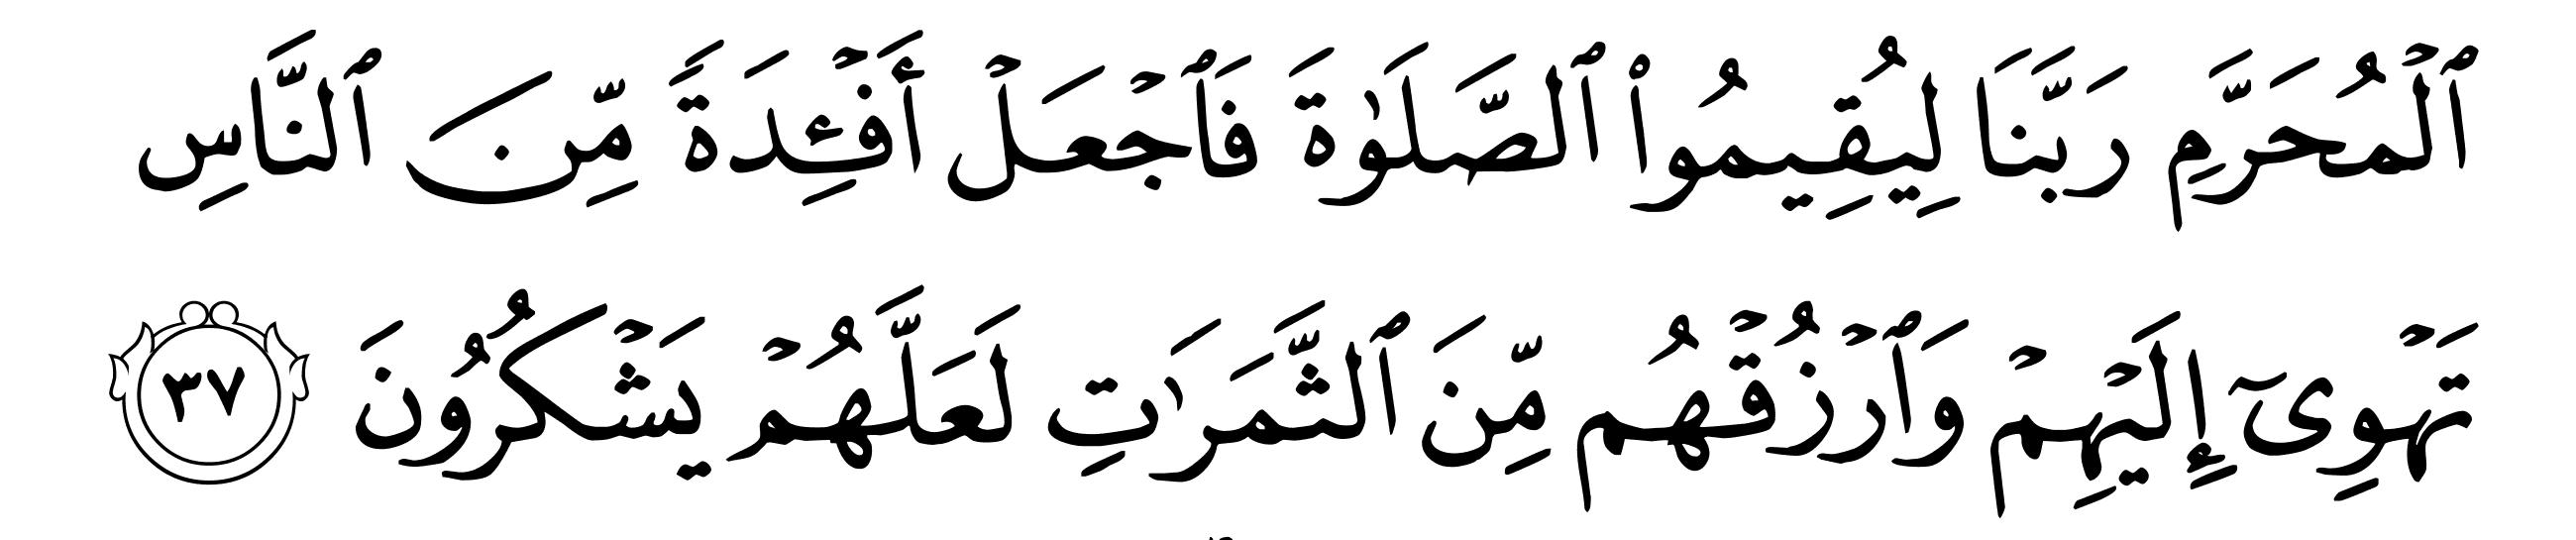 ٱلۡمُحَرَّمِ رَبَّنَا لِيُقِيمُواْ ٱلصَّلَوٰةَ فَٱجۡعَلۡ أَفۡـِٔدَةٗ مِّنَ ٱلنَّاسِ
تَهۡوِيٓ إِلَيۡهِمۡ وَٱرۡزُقۡهُم مِّنَ ٱلثَّمَرَٰتِ لَعَلَّهُمۡ يَشۡكُرُونَ ٣٧